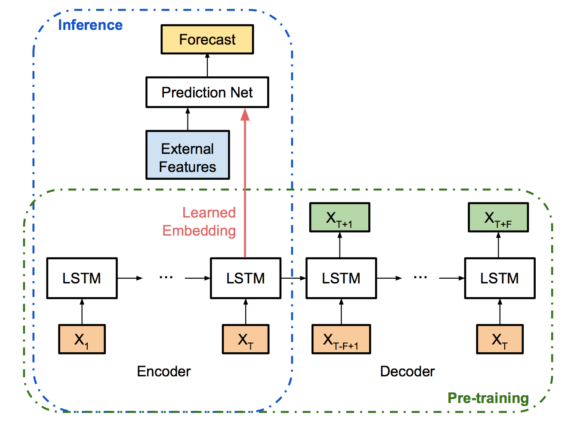 Inference
Forecast
Prediction Net
External
Features
Learned
Embedding
X_{T+1}
X_{T+F}
LSTM
...
LSTM
LSTM
...
LSTM
X_1
X_T
X_{T-F+1}
X_T
Encoder
Decoder
Pre-training